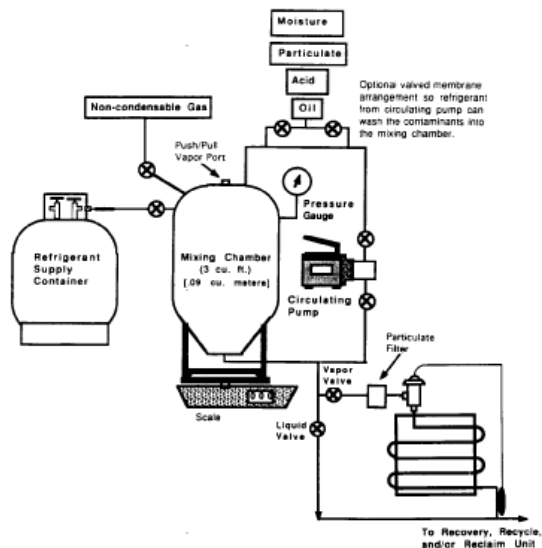 Moisture
Particulate
Acid
Oil
Non-condensable Gas
Optional valved membrane
arrangement so refrigerant
from circulating pump can
wash the contaminants into
the mixing chamber.
Push/Pull
Vapor Port
Pressure
Gauge
Refrigerant
Supply
Container
Mixing Chamber
(3 cu. ft.)
[.09 cu. meters]
Circulating
Pump
Particulate
Filter
Vapor
Valve
Scale
Liquid
Valve
To Recovery, Recycle,
and/or Reclaim Unit